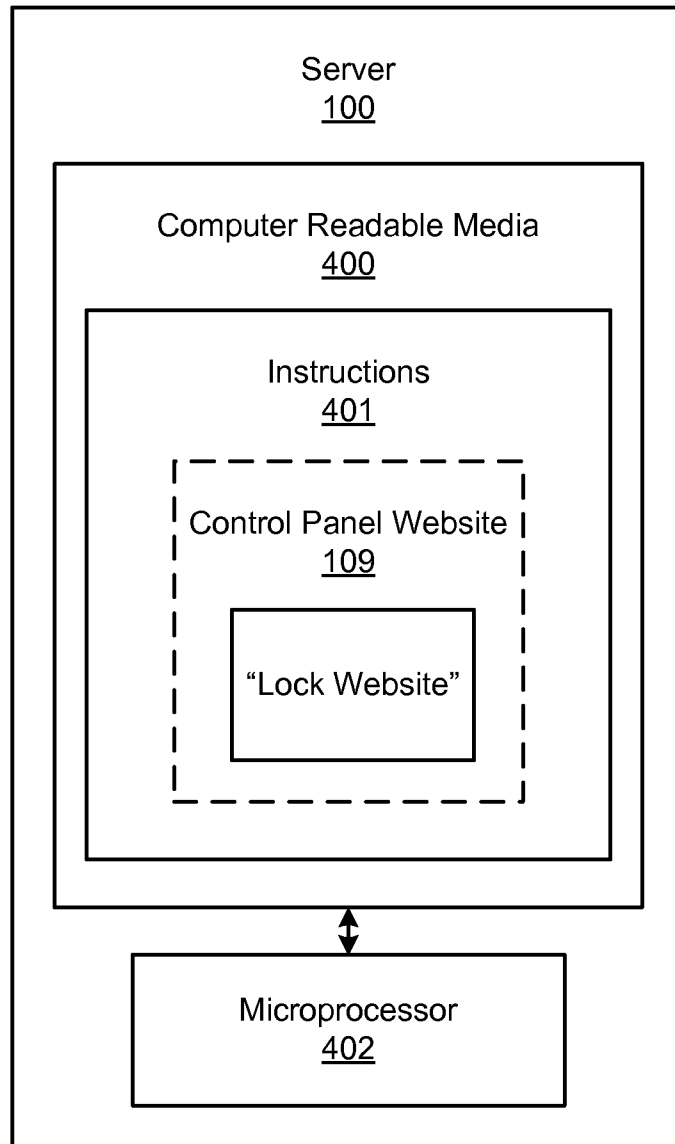 Server
100
Computer Readable Media
400
Instructions
401
Control Panel Website
109
“Lock Website”
Microprocessor
402